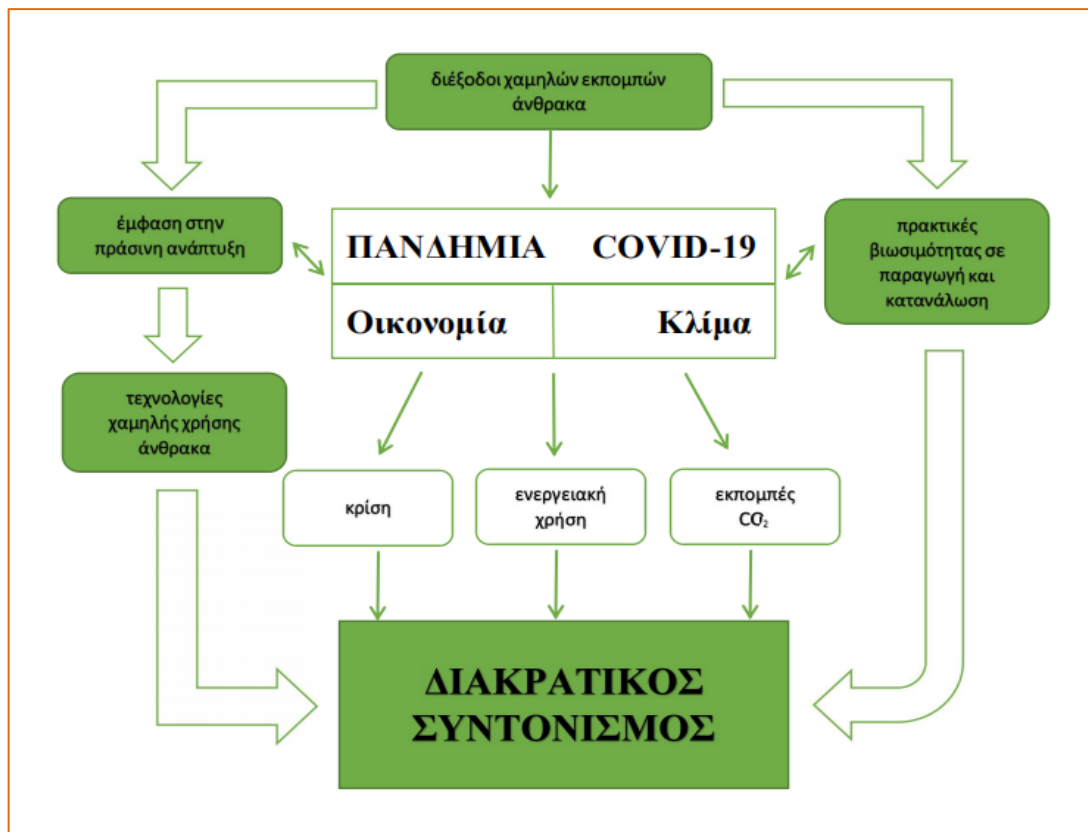 διέξοδοι χαμηλών εκπομπών
άνθρακα
έμφαση στην
πράσινη ανάπτυξη
ΠΑΝΔΗΜΙΑ COVID-19
Οικονομία Κλίμα
πρακτικές
βιωσιμότητας σε
παραγωγή και
κατανάλωση
τεχνολογίες
χαμηλής χρήσης
άνθρακα
κρίση
ενεργειακή
χρήση
εκπομπές
CO₂
ΔΙΑΚΡΑΤΙΚΟΣ
ΣΥΝΤΟΝΙΣΜΟΣ